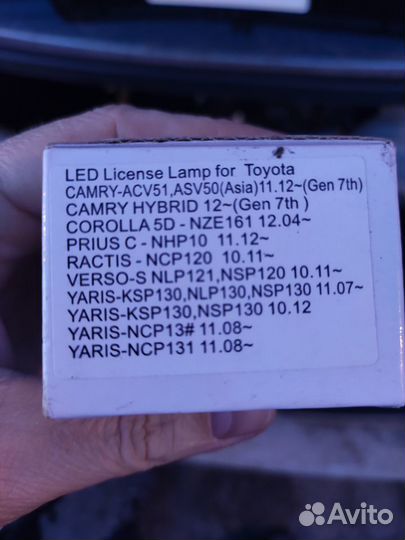 LED License Lamp for Toyota
CAMRY-ACV51,ASV50(Asia)11.12~(Gen 7th)
CAMRY HYBRID 12~(Gen 7th )
COROLLA 5D - NZE161 12.04~
PRIUS C - NHP10 11.12~
RACTIS - NCP120 10.11~
VERSO-S NLP121,NSP120 10.11~
YARIS-KSP130,NLP130,NSP130 11.07~
YARIS-KSP130,NSP130 10.12
YARIS-NCP13# 11.08~
YARIS-NCP131 11.08~
Avito